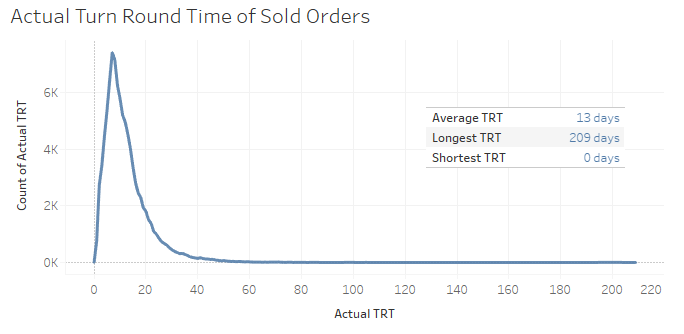 Actual Turn Round Time of Sold Orders
Count of Actual TRT
6K
4K
2K
0K
Average TRT 13 days
Longest TRT 209 days
Shortest TRT 0 days
0 20 40 60 80 100 120 140 160 180 200 220
Actual TRT